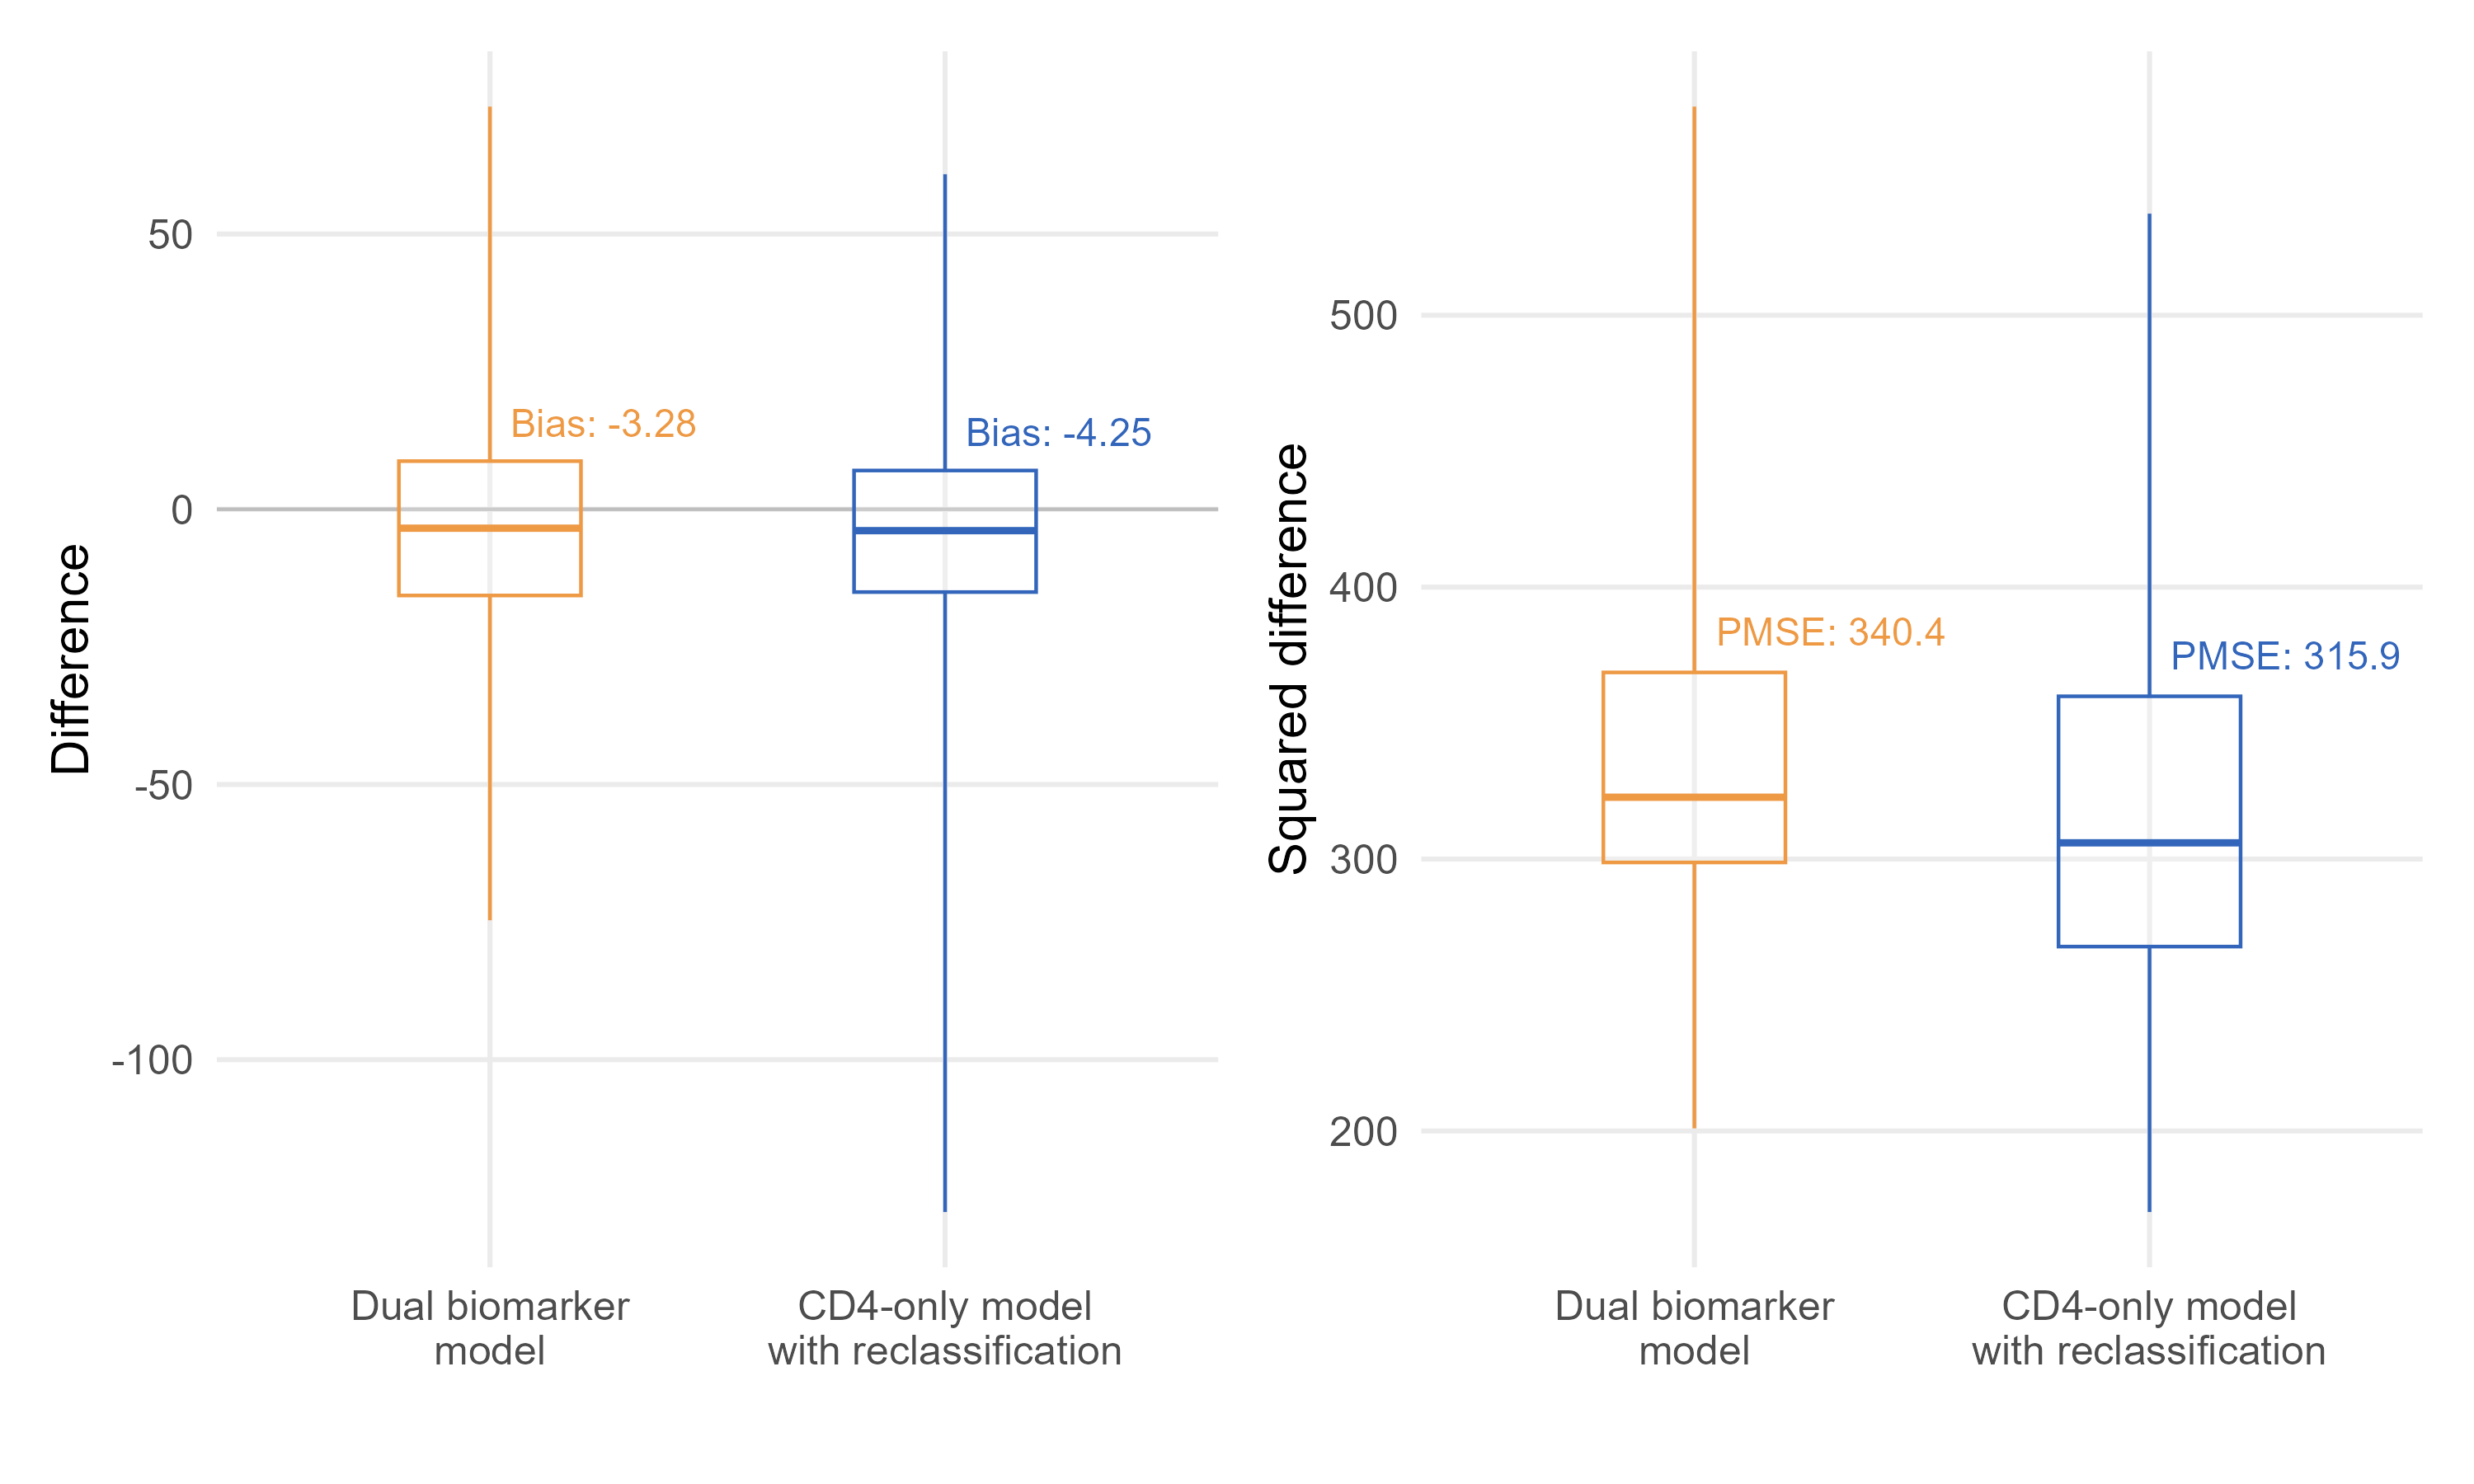 Difference
50
0
-50
-100
Bias: -3.28
Bias: -4.25
Dual biomarker
model
CD4-only model
with reclassification
Squared difference
500
400
300
200
PMSE: 340.4
PMSE: 315.9
Dual biomarker
model
CD4-only model
with reclassification